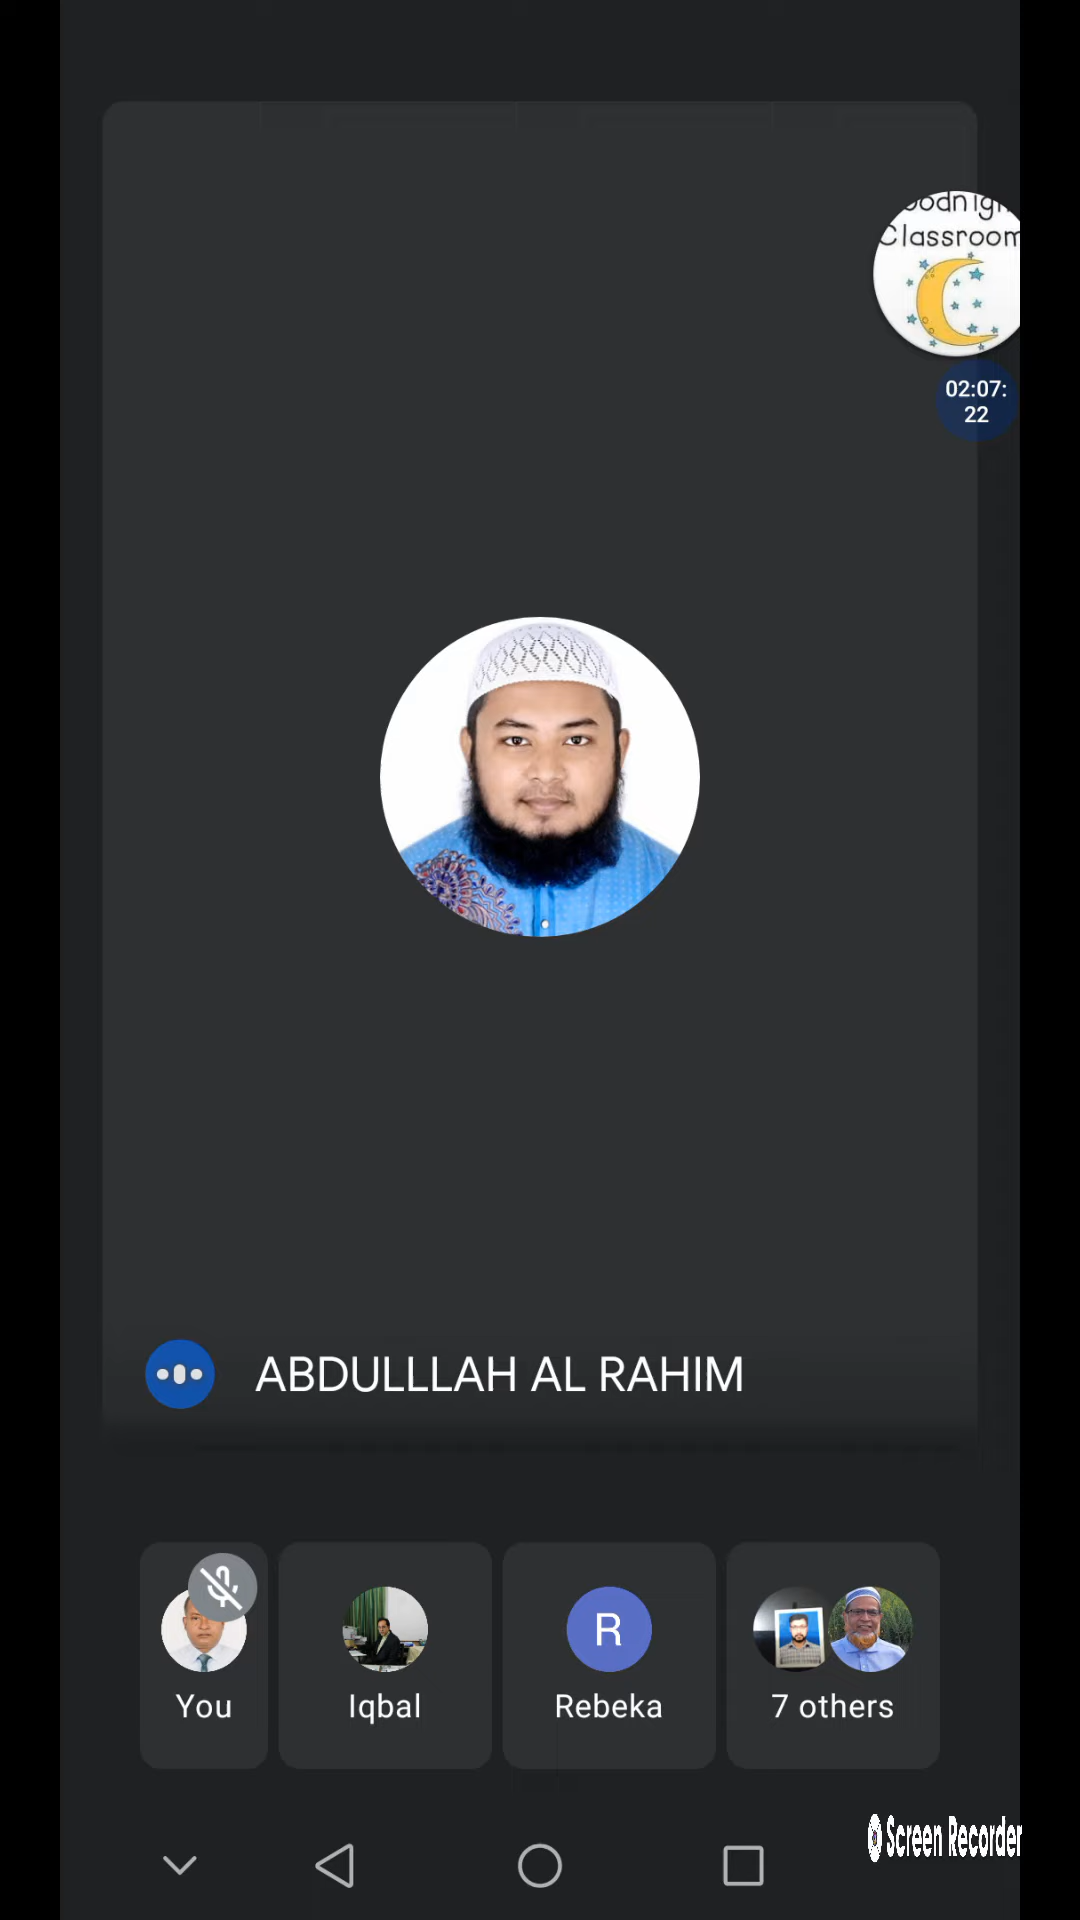 Classroom
02:07:
22
ABDULLLAH AL RAHIM
You
Iqbal
R
Rebeka
7 others
Screen Recorder